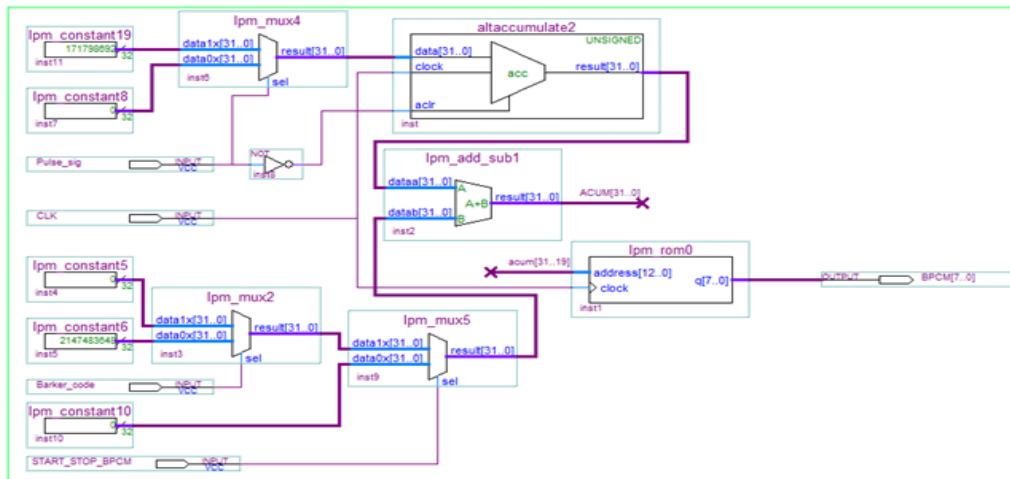 lpm_constant19
171798692
32
inst11
lpm_mux4
data1x[31..0]
data0x[31..0]
result[31..0]
sel
inst6
altaccumulate2
UNSIGNED
data[31..0]
clock
aclr
acc
result[31..0]
inst
lpm_constant8
0
32
inst7
Pulse_sig
INPUT
VCC
NOT
inst8
CLK
INPUT
VCC
lpm_add_sub1
dataa[31..0]
datab[31..0]
A
A+B
B
result[31..0]
inst2
ACUM[31..0]
acum[31..19]
lpm_rom0
address[12..0]
clock
q[7..0]
inst1
OUTPUT
BPCM[7..0]
lpm_constant5
0
32
inst4
lpm_constant6
2147483648
32
inst5
lpm_mux2
data1x[31..0]
data0x[31..0]
result[31..0]
sel
inst3
lpm_mux5
data1x[31..0]
data0x[31..0]
result[31..0]
sel
inst9
Barker_code
INPUT
VCC
lpm_constant10
0
32
inst10
START_STOP_BPCM
INPUT
VCC